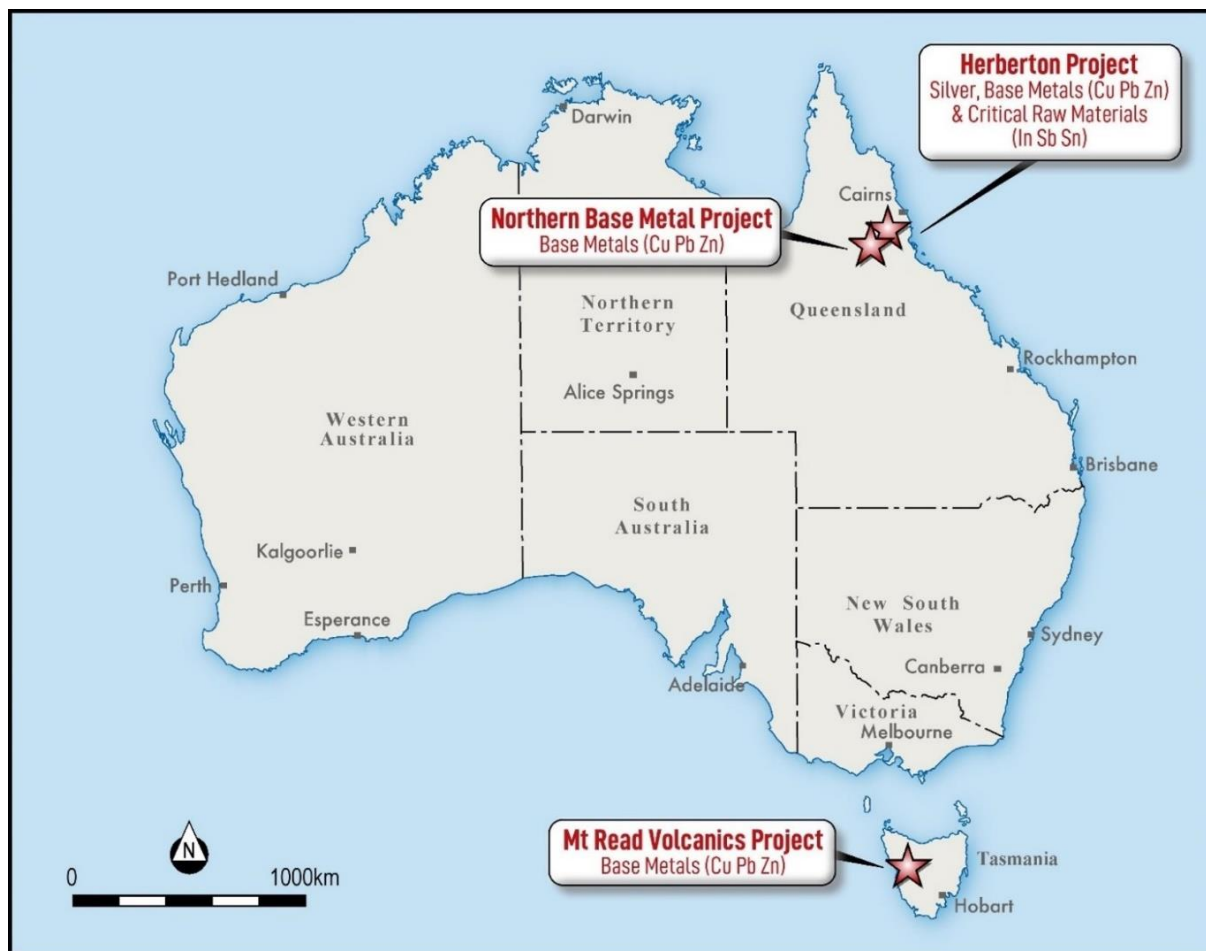 Herberton Project
Silver, Base Metals (Cu Pb Zn)
& Critical Raw Materials
(In Sb Sn)
Darwin
Cairns
Northern Base Metal Project
Base Metals (Cu Pb Zn)
Port Hedland
Northern
Territory
Queensland
Rockhampton
Alice Springs
Western
Australia
Brisbane
South
Australia
Kalgoorlie
Perth
New South
Wales
Esperance
Sydney
Canberra
Adelaide
Victoria
Melbourne
Mt Read Volcanics Project
Base Metals (Cu Pb Zn)
Tasmania
Hobart
N
0 1000km